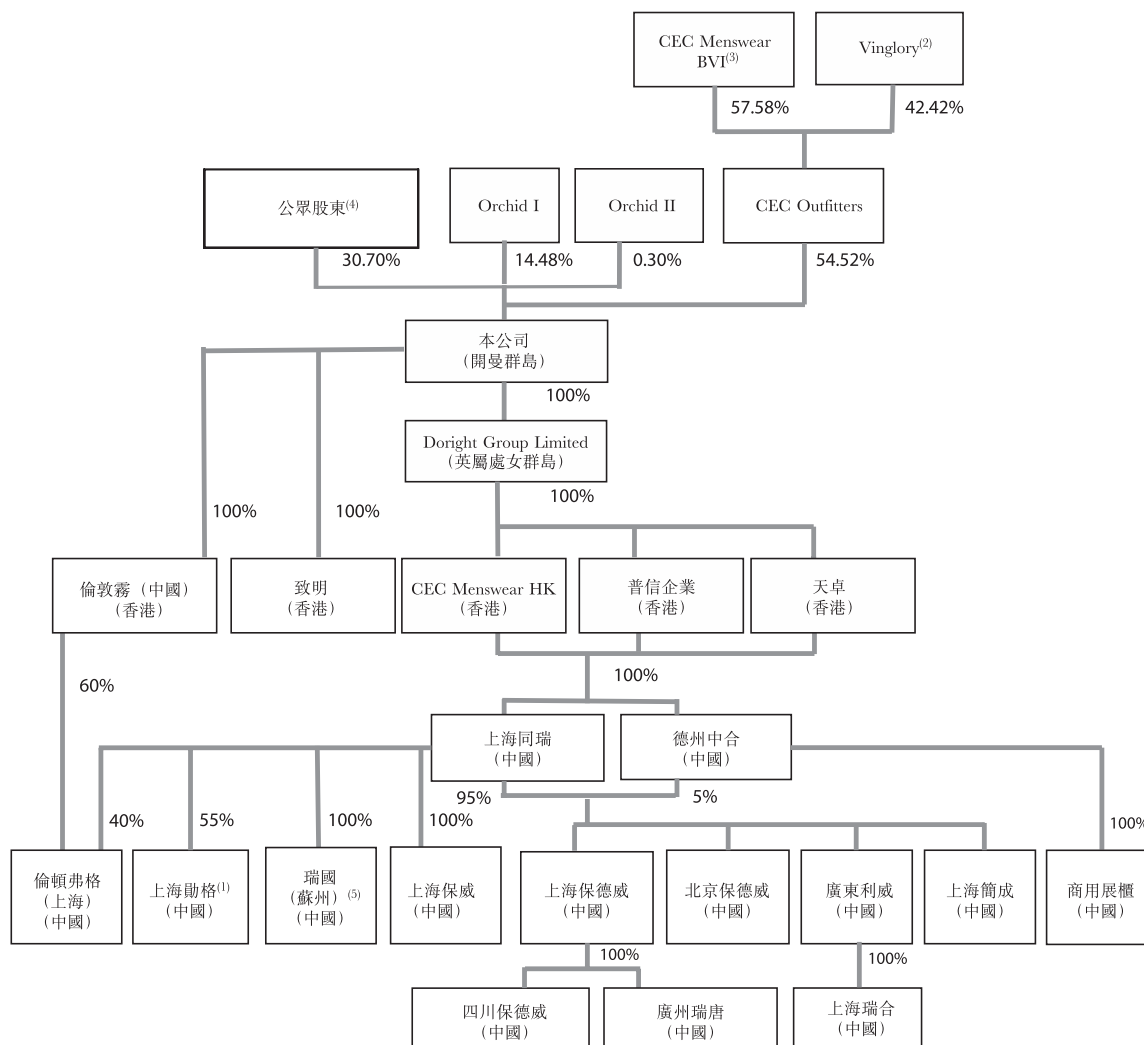 CEC Menswear
BVI(3)
Vinglory(2)
57.58%
42.42%
公眾股東(4)
Orchid I
Orchid II
CEC Outfitters
30.70%
14.48%
0.30%
54.52%
本公司
(開曼群島)
100%
Doright Group Limited
(英屬處女群島)
100%
100%
100%
倫敦霧(中國)
(香港)
致明
(香港)
CEC Menswear HK
(香港)
普信企業
(香港)
天卓
(香港)
60%
100%
上海同瑞
(中國)
德州中合
(中國)
95%
5%
40%
55%
100%
100%
100%
倫頓弗格
(上海)
(中國)
上海勛格(1)
(中國)
瑞國
(蘇州)(5)
(中國)
上海保威
(中國)
上海保德威
(中國)
北京保德威
(中國)
廣東利威
(中國)
上海簡成
(中國)
商用展櫃
(中國)
100%
100%
四川保德威
(中國)
廣州瑞唐
(中國)
上海瑞合
(中國)